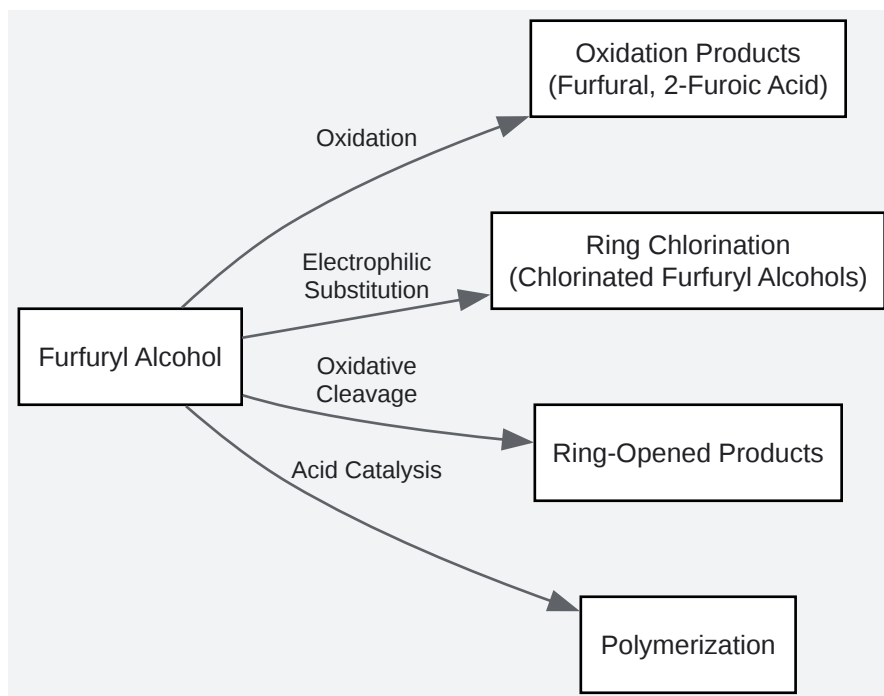 Oxidation Products
(Furfural, 2-Furoic Acid)
Oxidation
Ring Chlorination
(Chlorinated Furfuryl Alcohols)
Electrophilic
Substitution
Furfuryl Alcohol
Oxidative
Cleavage
Ring-Opened Products
Acid Catalysis
Polymerization